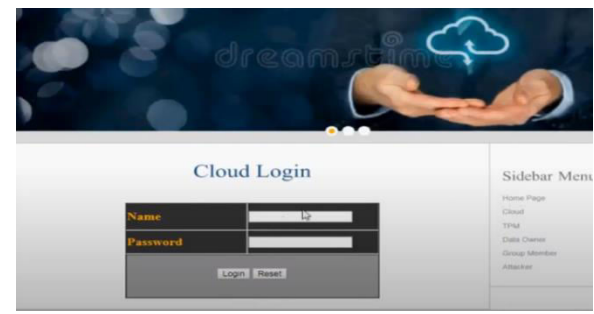 dreamstime
Cloud Login
Name
Password
Login Reset
Sidebar Menu
Home Page
Cloud
TPM
Data Owner
Group Member
Attacker